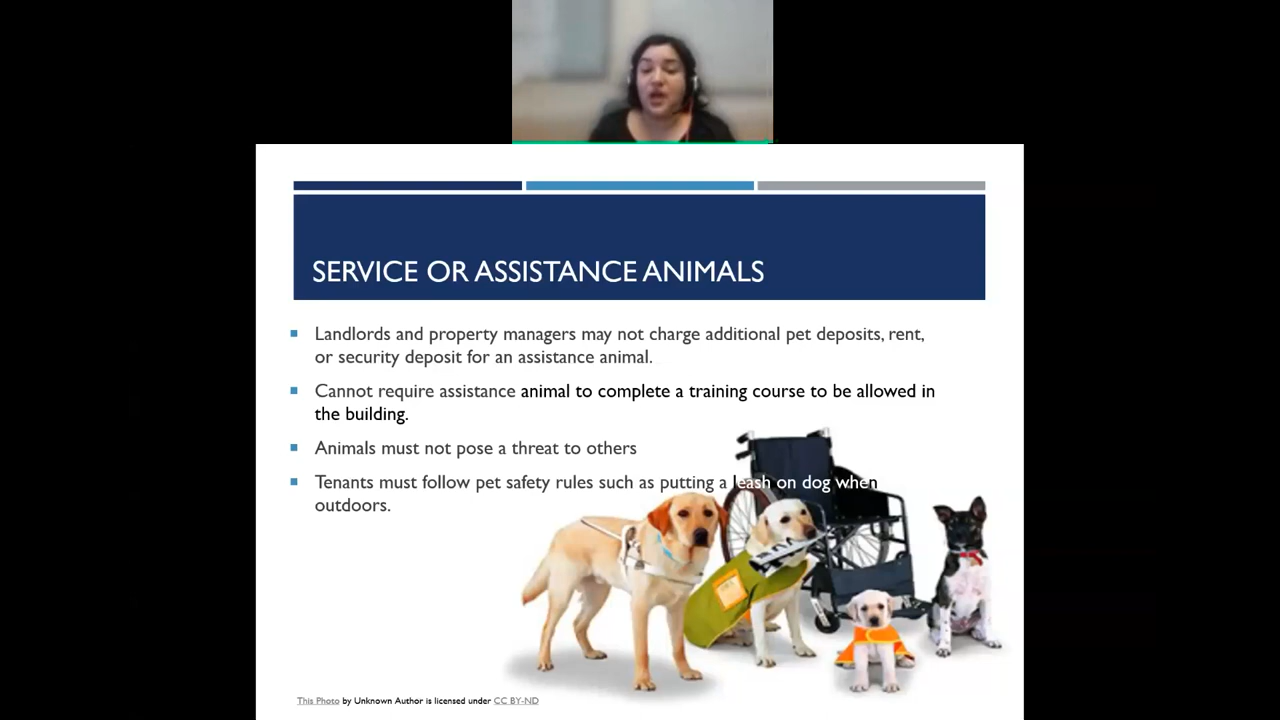 SERVICE OR ASSISTANCE ANIMALS
Landlords and property managers may not charge additional pet deposits, rent,
or security deposit for an assistance animal.
Cannot require assistance animal to complete a training course to be allowed in
the building.
Animals must not pose a threat to others
Tenants must follow pet safety rules such as putting a leash on dog when
outdoors.
This Photo by Unknown Author is licensed under CC BY-ND